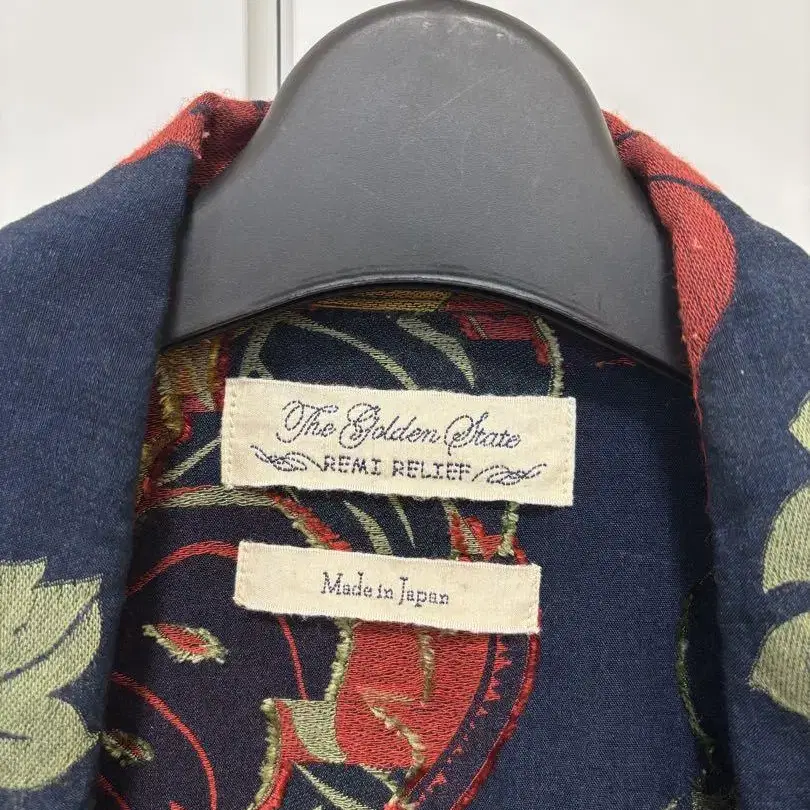 The Golden State
REMI RELIEF
Made in Japan